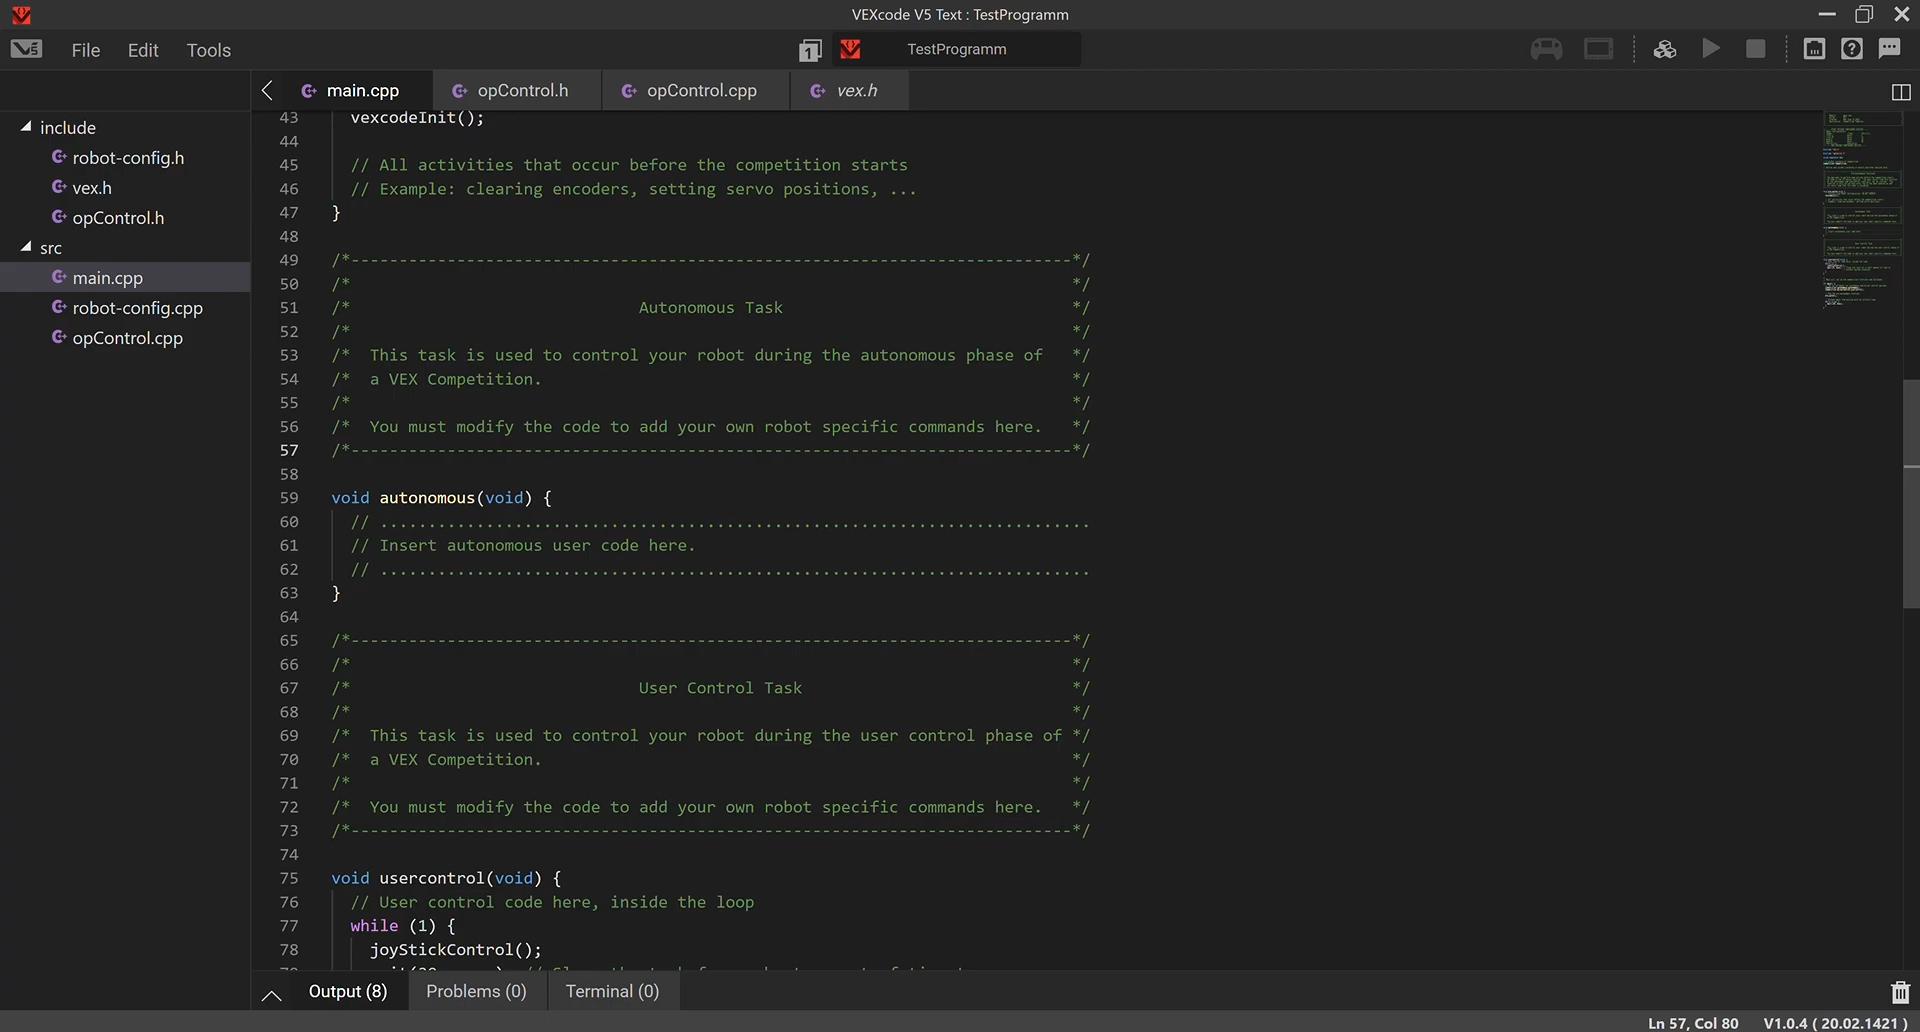 VEXcode V5 Text : TestProgramm
V5 File Edit Tools 1 TestProgramm
main.cpp opControl.h opControl.cpp vex.h
include
robot-config.h
vex.h
opControl.h
src
main.cpp
robot-config.cpp
opControl.cpp
43 vexcodeInit();
44
45 // All activities that occur before the competition starts
46 // Example: clearing encoders, setting servo positions, ...
47 }
48
49 /*---------------------------------------------------------------------------*/
50 /* */
51 /* Autonomous Task */
52 /* */
53 /* This task is used to control your robot during the autonomous phase of */
54 /* a VEX Competition. */
55 /* */
56 /* You must modify the code to add your own robot specific commands here. */
57 /*---------------------------------------------------------------------------*/
58
59 void autonomous(void) {
60 // ..........................................................................
61 // Insert autonomous user code here.
62 // ..........................................................................
63 }
64
65 /*---------------------------------------------------------------------------*/
66 /* */
67 /* User Control Task */
68 /* */
69 /* This task is used to control your robot during the user control phase of */
70 /* a VEX Competition. */
71 /* */
72 /* You must modify the code to add your own robot specific commands here. */
73 /*---------------------------------------------------------------------------*/
74
75 void usercontrol(void) {
76 // User control code here, inside the loop
77 while (1) {
78 joyStickControl();
Output (8) Problems (0) Terminal (0)
Ln 57, Col 80 V1.0.4 ( 20.02.1421 )